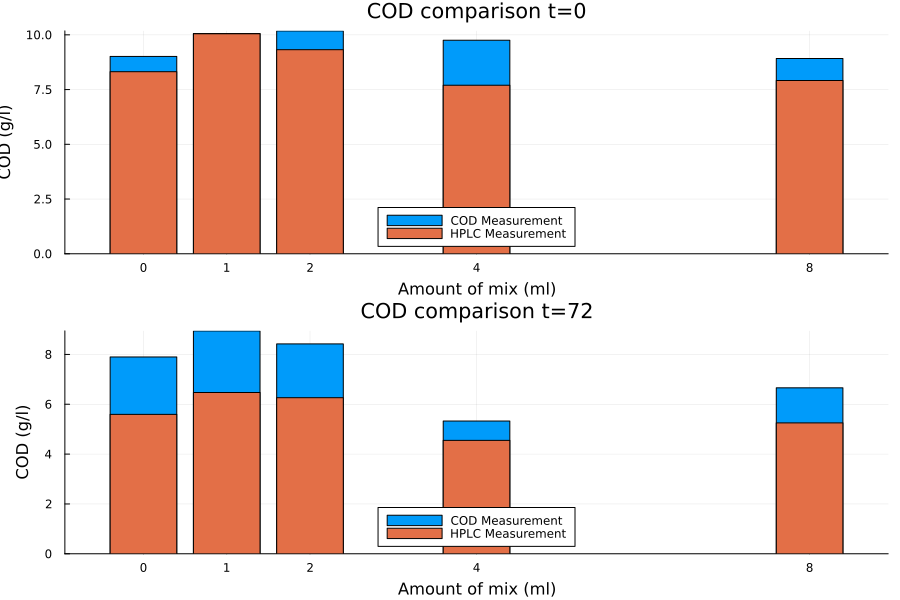 COD comparison t=0
COD (g/l)
10.0
7.5
5.0
2.5
0.0
COD Measurement
HPLC Measurement
0 1 2 4 8
Amount of mix (ml)
COD comparison t=72
COD (g/l)
8
6
4
2
0
COD Measurement
HPLC Measurement
0 1 2 4 8
Amount of mix (ml)